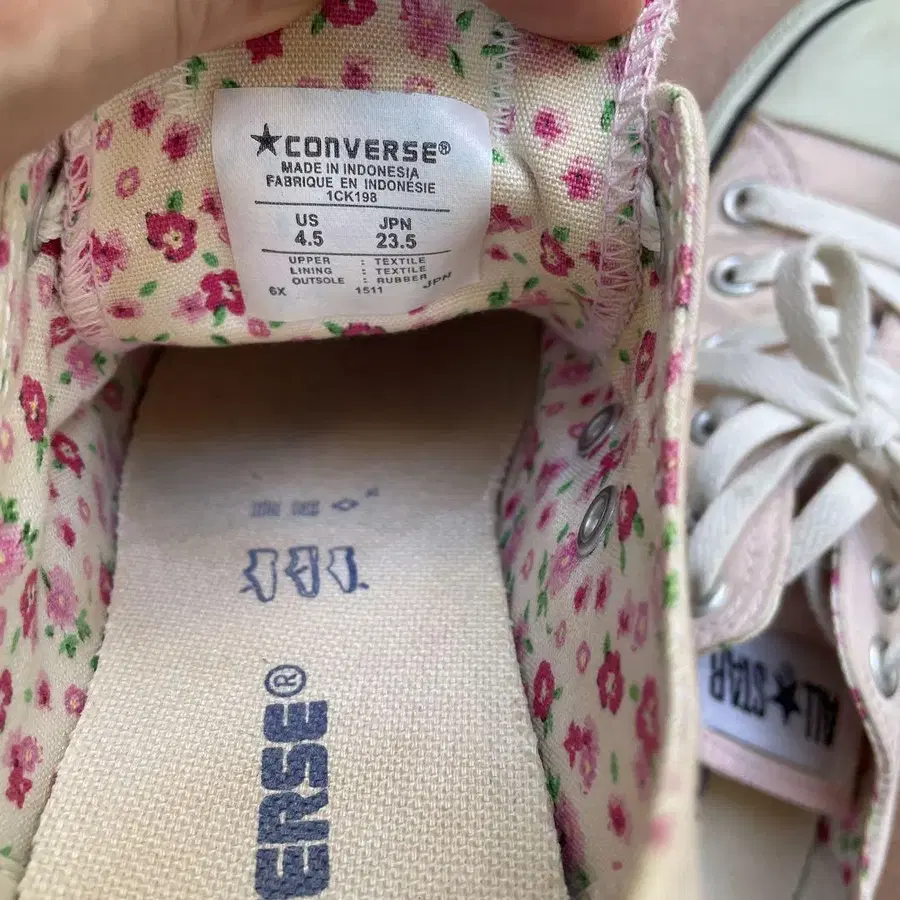 ★CONVERSE®
MADE IN INDONESIA
FABRIQUE EN INDONÉSIE
1CK198
US JPN
4.5 23.5
UPPER : TEXTILE
LINING : TEXTILE
OUTSOLE : RUBBER
6X 1511 JPN
ERSE®
ALL★STAR